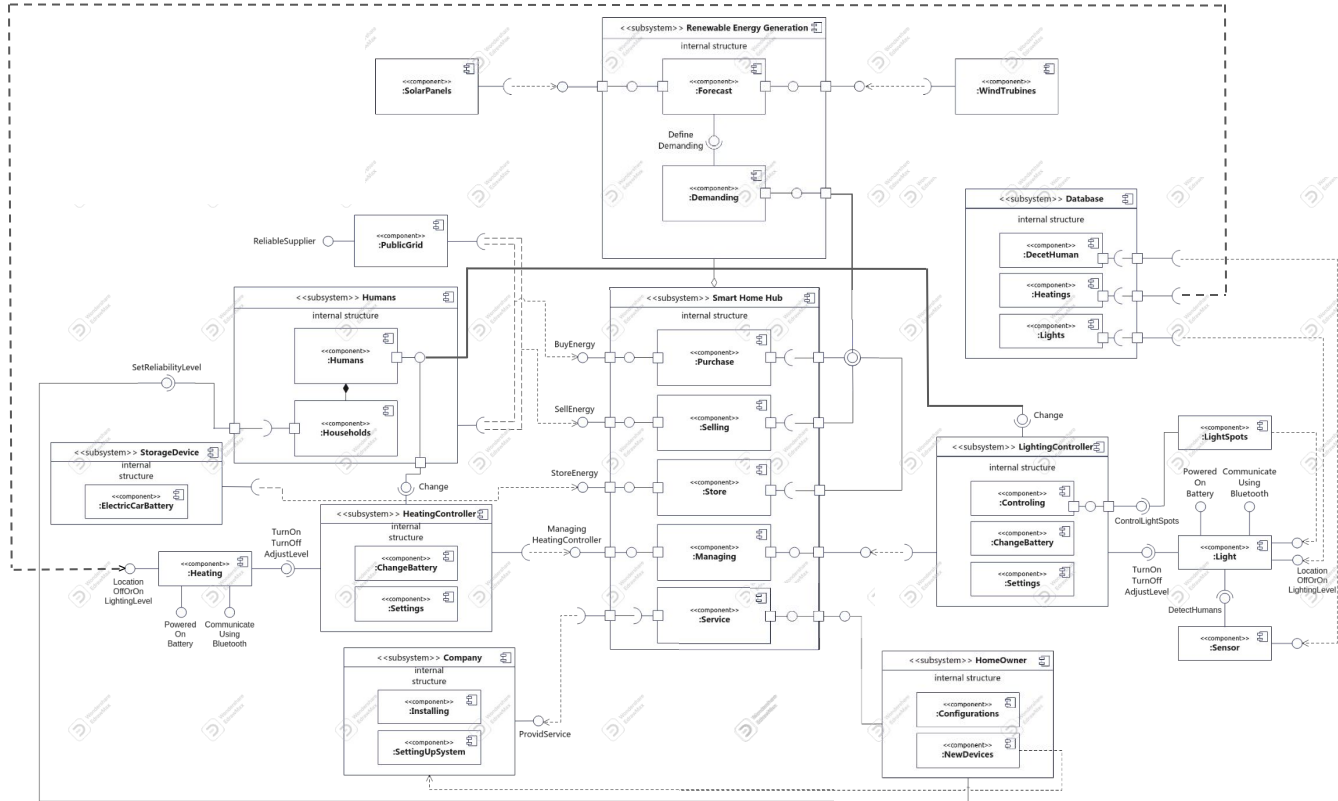 <<subsystem>> Renewable Energy Generation
internal structure
<<component>>
:SolarPanels
<<component>>
:Forecast
<<component>>
:WindTrubines
Define
Demanding
<<component>>
:Demanding
<<subsystem>> Database
internal structure
<<component>>
:DecetHuman
<<component>>
:Heatings
<<component>>
:Lights
ReliableSupplier
<<component>>
:PublicGrid
<<subsystem>> Humans
internal structure
<<component>>
:Humans
<<component>>
:Households
SetReliabilityLevel
<<subsystem>> Smart Home Hub
internal structure
<<component>>
:Purchase
<<component>>
:Selling
<<component>>
:Store
<<component>>
:Managing
<<component>>
:Service
BuyEnergy
SellEnergy
StoreEnergy
Managing
HeatingController
<<subsystem>> StorageDevice
internal
structure
<<component>>
:ElectricCarBattery
Change
<<subsystem>> HeatingController
internal
structure
<<component>>
:ChangeBattery
<<component>>
:Settings
TurnOn
TurnOff
AdjustLevel
<<component>>
:Heating
Location
OffOrOn
LightingLevel
Powered
On
Battery
Communicate
Using
Bluetooth
Change
<<subsystem>> LightingController
internal structure
<<component>>
:Controling
<<component>>
:ChangeBattery
<<component>>
:Settings
<<component>>
:LightSpots
ControlLightSpots
Powered
On
Battery
Communicate
Using
Bluetooth
<<component>>
:Light
TurnOn
TurnOff
AdjustLevel
Location
OffOrOn
LightingLevel
DetectHumans
<<component>>
:Sensor
<<subsystem>> Company
internal
structure
<<component>>
:Installing
<<component>>
:SettingUpSystem
ProvidService
<<subsystem>> HomeOwner
internal structure
<<component>>
:Configurations
<<component>>
:NewDevices
Wondershare
EdrawMax